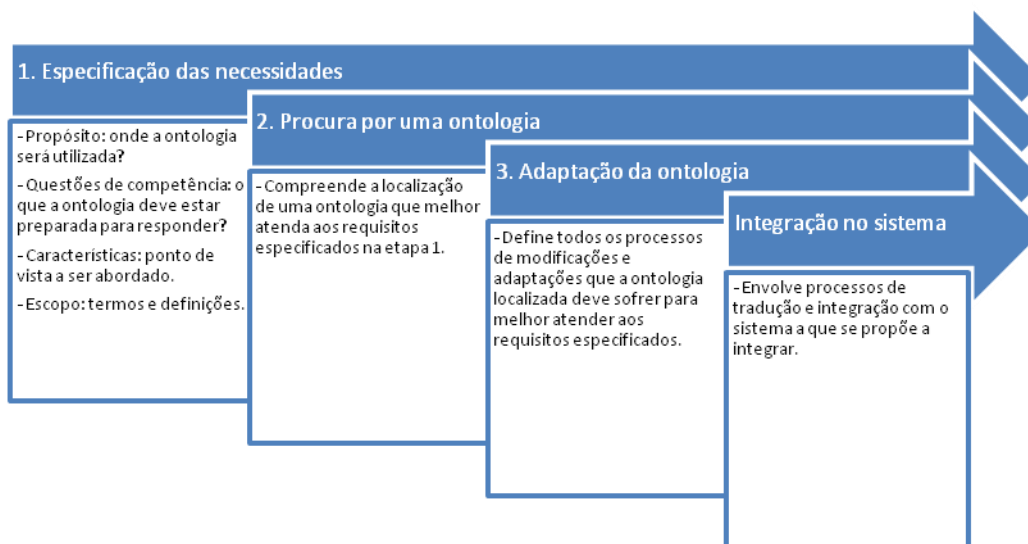 1. Especificação das necessidades
-Propósito: onde a ontologia
será utilizada?
-Questões de competência: o
que a ontologia deve estar
preparada para responder?
-Características: ponto de
vista a ser abordado.
-Escopo: termos e definições.
2. Procura por uma ontologia
-Compreende a localização
de uma ontologia que melhor
atenda aos requisitos
especificados na etapa 1.
3. Adaptação da ontologia
-Define todos os processos
de modificações e
adaptações que a ontologia
localizada deve sofrer para
melhor atender aos
requisitos especificados.
Integração no sistema
-Envolve processos de
tradução e integração com o
sistema a que se propõe a
integrar.